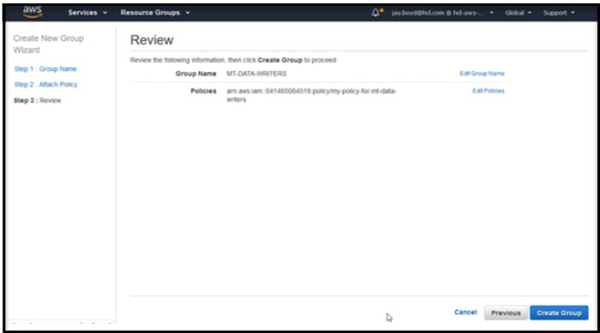 aws
Services
Resource Groups
jay.boyd@hcl.com @ hcl-aws-...
Global
Support
Create New Group
Wizard
Step 1 : Group Name
Step 2 : Attach Policy
Step 3 : Review
Review
Review the following information, then click Create Group to proceed.
Group Name MT-DATA-WRITERS Edit Group Name
Policies arn:aws:iam::041485084518:policy/my-policy-for-mt-data- Edit Policies
writers
Cancel Previous Create Group